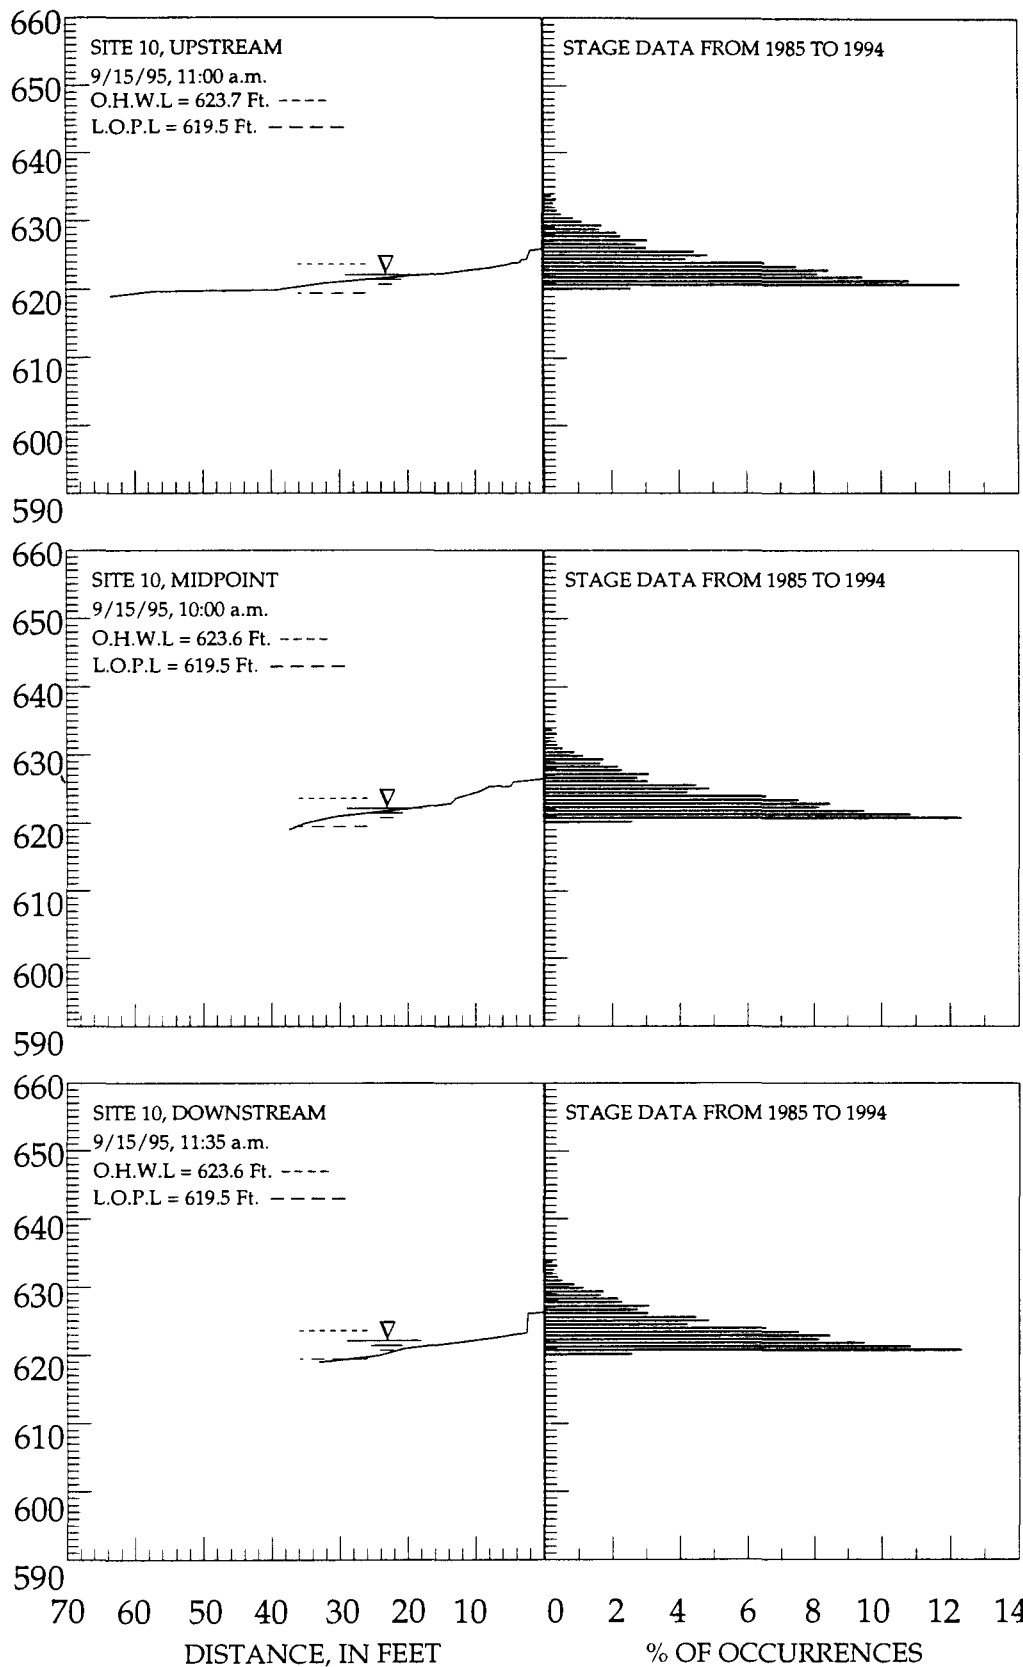 660
SITE 10, UPSTREAM
STAGE DATA FROM 1985 TO 1994
9/15/95, 11:00 a.m.
650
O.H.W.L = 623.7 Ft.
L.O.P.L = 619.5 Ft.
640
630
620
610
600
590
660
SITE 10, MIDPOINT
STAGE DATA FROM 1985 TO 1994
9/15/95, 10:00 a.m.
650
O.H.W.L = 623.6 Ft.
L.O.P.L = 619.5 Ft.
640
630
620
610
600
590
660
SITE 10, DOWNSTREAM
STAGE DATA FROM 1985 TO 1994
9/15/95, 11:35 a.m.
650
O.H.W.L = 623.6 Ft.
L.O.P.L = 619.5 Ft.
640
630
620
610
600
590
70 60 50 40 30 20 10 0 2 4 6 8 10 12 14
DISTANCE, IN FEET
% OF OCCURRENCES